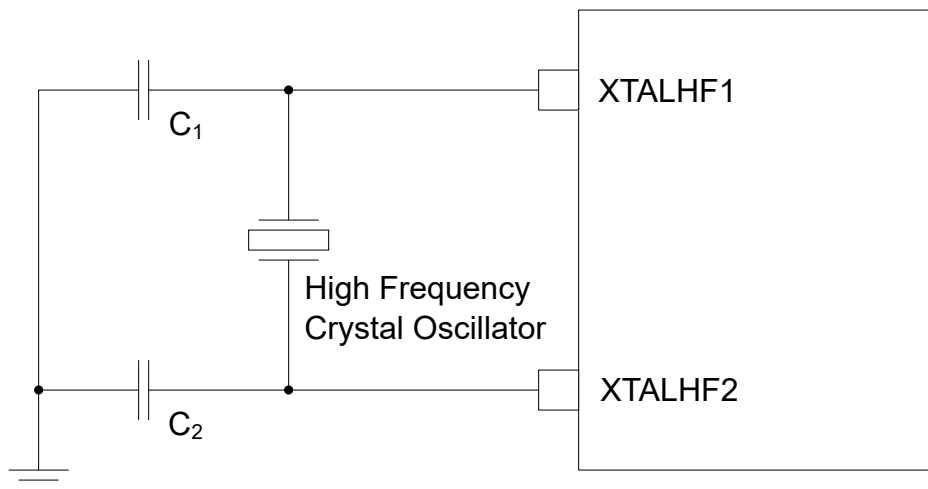 XTALHF1
C₁
High Frequency
Crystal Oscillator
XTALHF2
C₂